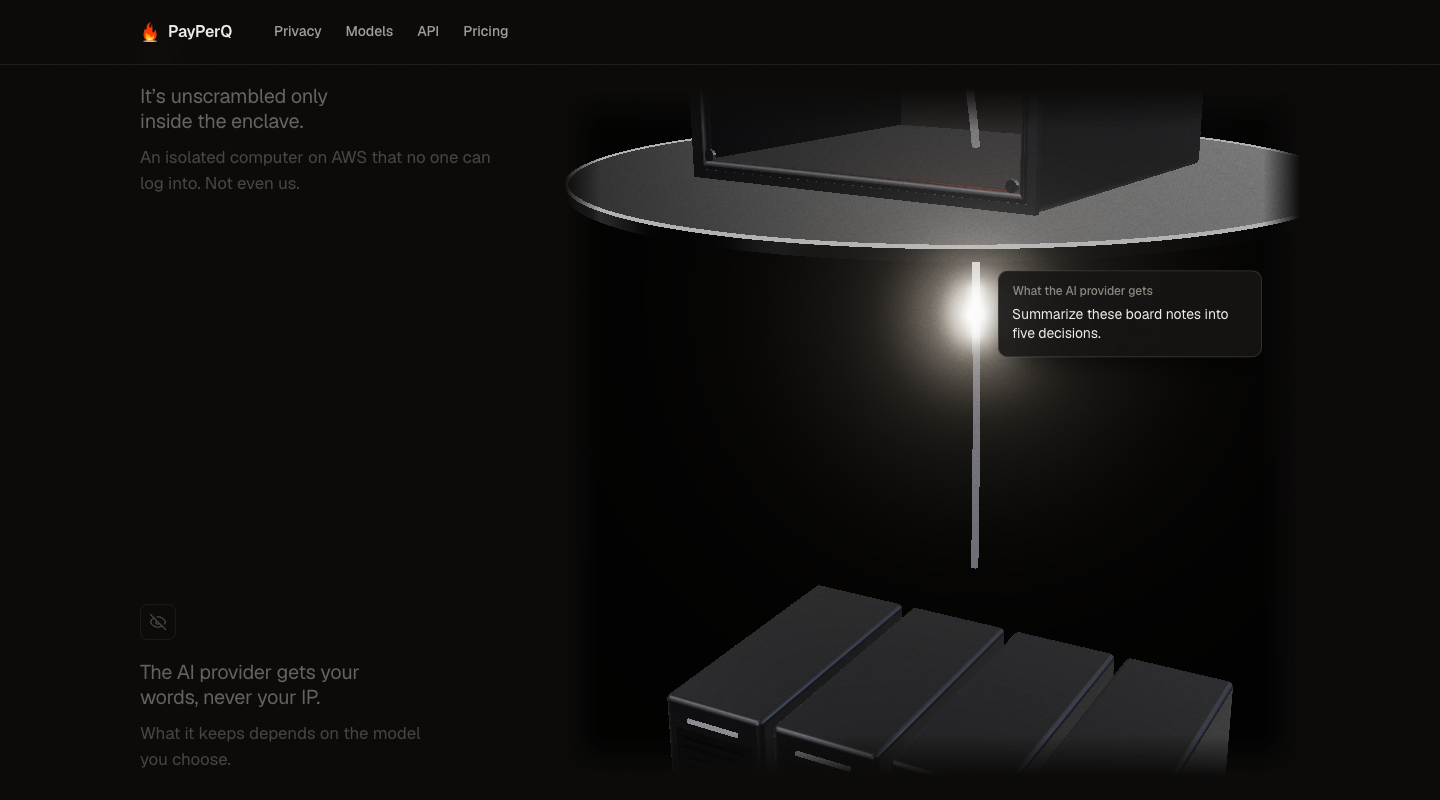 PayPerQ
Privacy
Models
API
Pricing
It’s unscrambled only
inside the enclave.
An isolated computer on AWS that no one can
log into. Not even us.
What the AI provider gets
Summarize these board notes into
five decisions.
The AI provider gets your
words, never your IP.
What it keeps depends on the model
you choose.